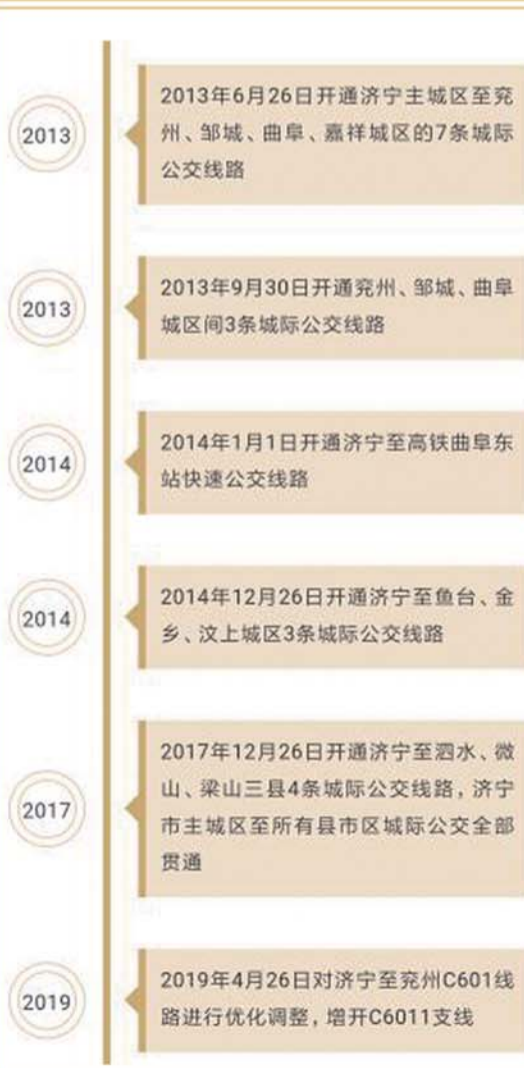 2013
2013年6月26日开通济宁主城区至兖
州、邹城、曲阜、嘉祥城区的7条城际
公交线路
2013
2013年9月30日开通兖州、邹城、曲阜
城区间3条城际公交线路
2014
2014年1月1日开通济宁至高铁曲阜东
站快速公交线路
2014
2014年12月26日开通济宁至鱼台、金
乡、汶上城区3条城际公交线路
2017
2017年12月26日开通济宁至泗水、微
山、梁山三县4条城际公交线路，济宁
市主城区至所有县市区城际公交全部
贯通
2019
2019年4月26日对济宁至兖州C601线
路进行优化调整，增开C6011支线